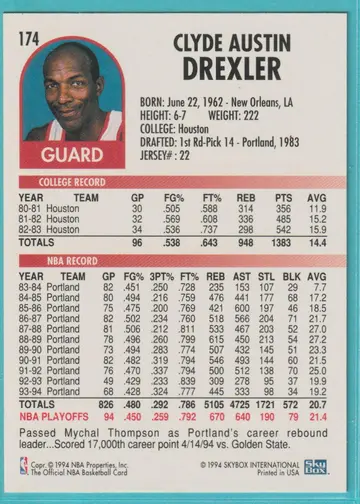 174
CLYDE AUSTIN
DREXLER
BORN: June 22, 1962 - New Orleans, LA
HEIGHT: 6-7 WEIGHT: 222
COLLEGE: Houston
DRAFTED: 1st Rd-Pick 14 - Portland, 1983
JERSEY#: 22
GUARD
COLLEGE RECORD
YEAR TEAM GP FG% FT% REB PTS AVG
80-81 Houston 30 .505 .588 314 356 11.9
81-82 Houston 32 .569 .608 336 485 15.2
82-83 Houston 34 .536 .737 298 542 15.9
TOTALS 96 .538 .643 948 1383 14.4
NBA RECORD
YEAR TEAM GP FG% 3PT% FT% REB AST STL BLK AVG
83-84 Portland 82 .451 .250 .728 235 153 107 29 7.7
84-85 Portland 80 .494 .216 .759 476 441 177 68 17.2
85-86 Portland 75 .475 .200 .769 421 600 197 46 18.5
86-87 Portland 82 .502 .234 .760 518 566 204 71 21.7
87-88 Portland 81 .506 .212 .811 533 467 203 52 27.0
88-89 Portland 78 .496 .260 .799 615 450 213 54 27.2
89-90 Portland 73 .494 .283 .774 507 432 145 51 23.3
90-91 Portland 82 .482 .319 .794 546 493 144 60 21.5
91-92 Portland 76 .470 .337 .794 500 512 138 70 25.0
92-93 Portland 49 .429 .233 .839 309 278 95 37 19.9
93-94 Portland 68 .428 .277 .777 445 333 98 34 19.2
TOTALS 826 .480 .292 .786 5105 4725 1721 572 20.7
NBA PLAYOFFS 94 .450 .259 .792 670 640 190 79 21.4
Passed Mychal Thompson as Portland's career rebound
leader...Scored 17,000th career point 4/14/94 vs. Golden State.
Copr. © 1994 NBA Properties, Inc.
The Official NBA Basketball Card
© 1994 SKYBOX INTERNATIONAL
Printed in USA
SKY BOX